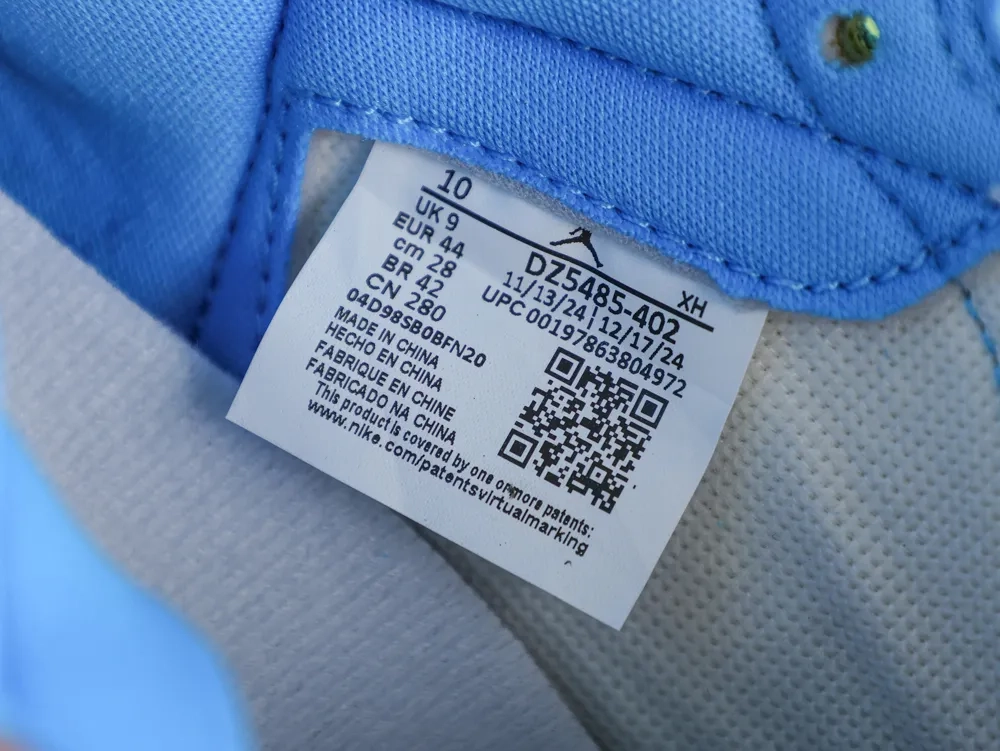 10
UK 9
EUR 44
cm 28
BR 42
CN 280
XH
DZ5485-402
11/13/24|12/17/24
UPC 00197863804972
04D98SB0BFN20
MADE IN CHINA
HECHO EN CHINA
FABRIQUE EN CHINE
FABRICADO NA CHINA
This product is covered by one or more patents:
www.nike.com/patentsvirtualmarking